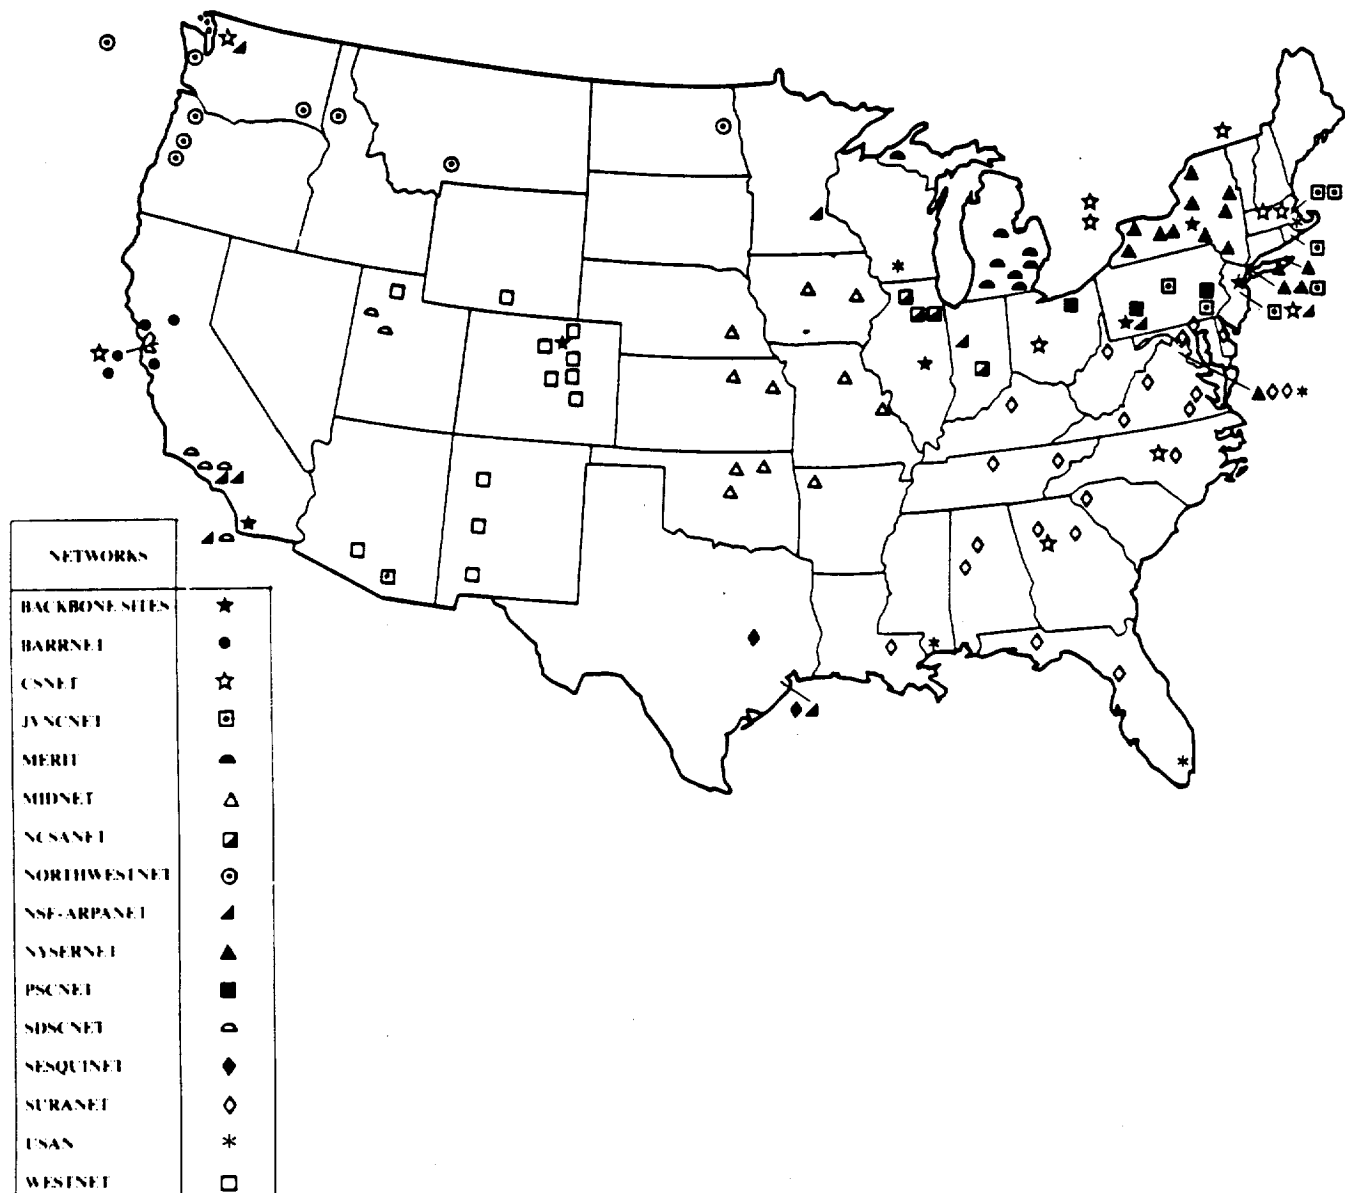 NETWORKS
BACKBONE SITES
BARRNET
CSNET
JVNCNET
MERIT
MIDNET
NCSANET
NORTHWESTNET
NSF-ARPANET
NYSERNET
PSCNET
SDSCNET
SESQUINET
SURANET
USAN
WESTNET